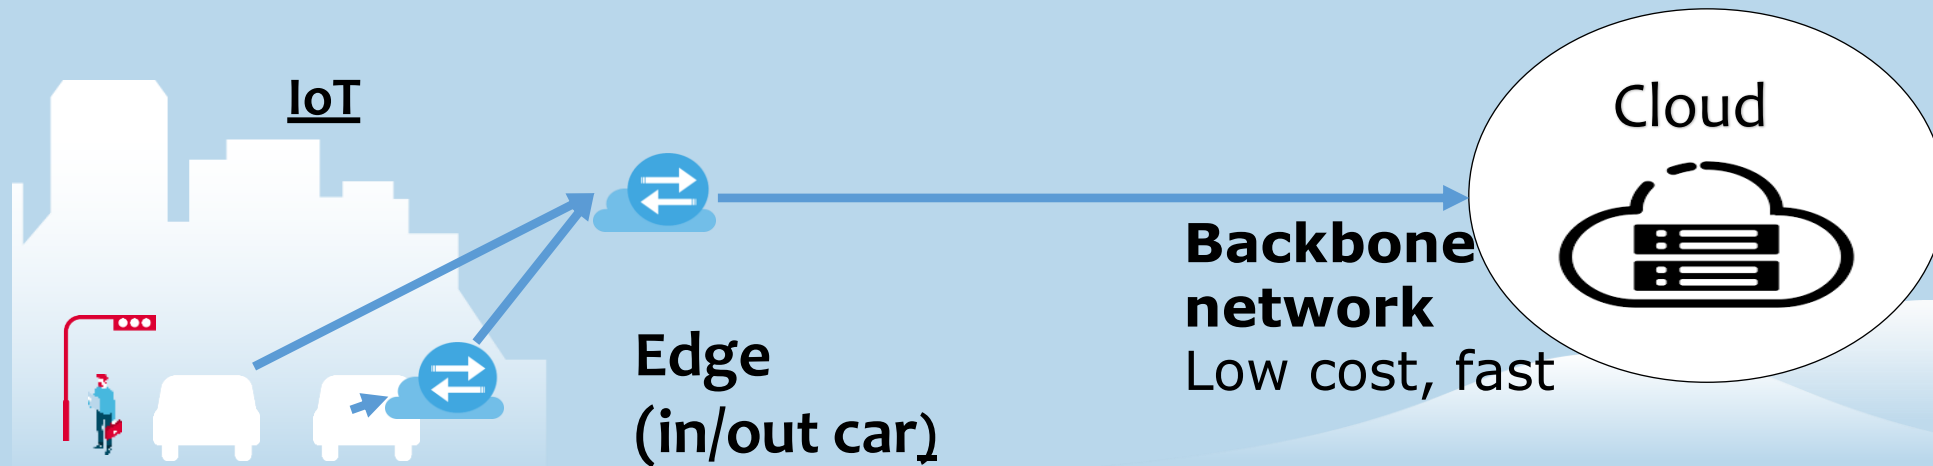 IoT
Cloud
Backbone
network
Low cost, fast
Edge
(in/out car)